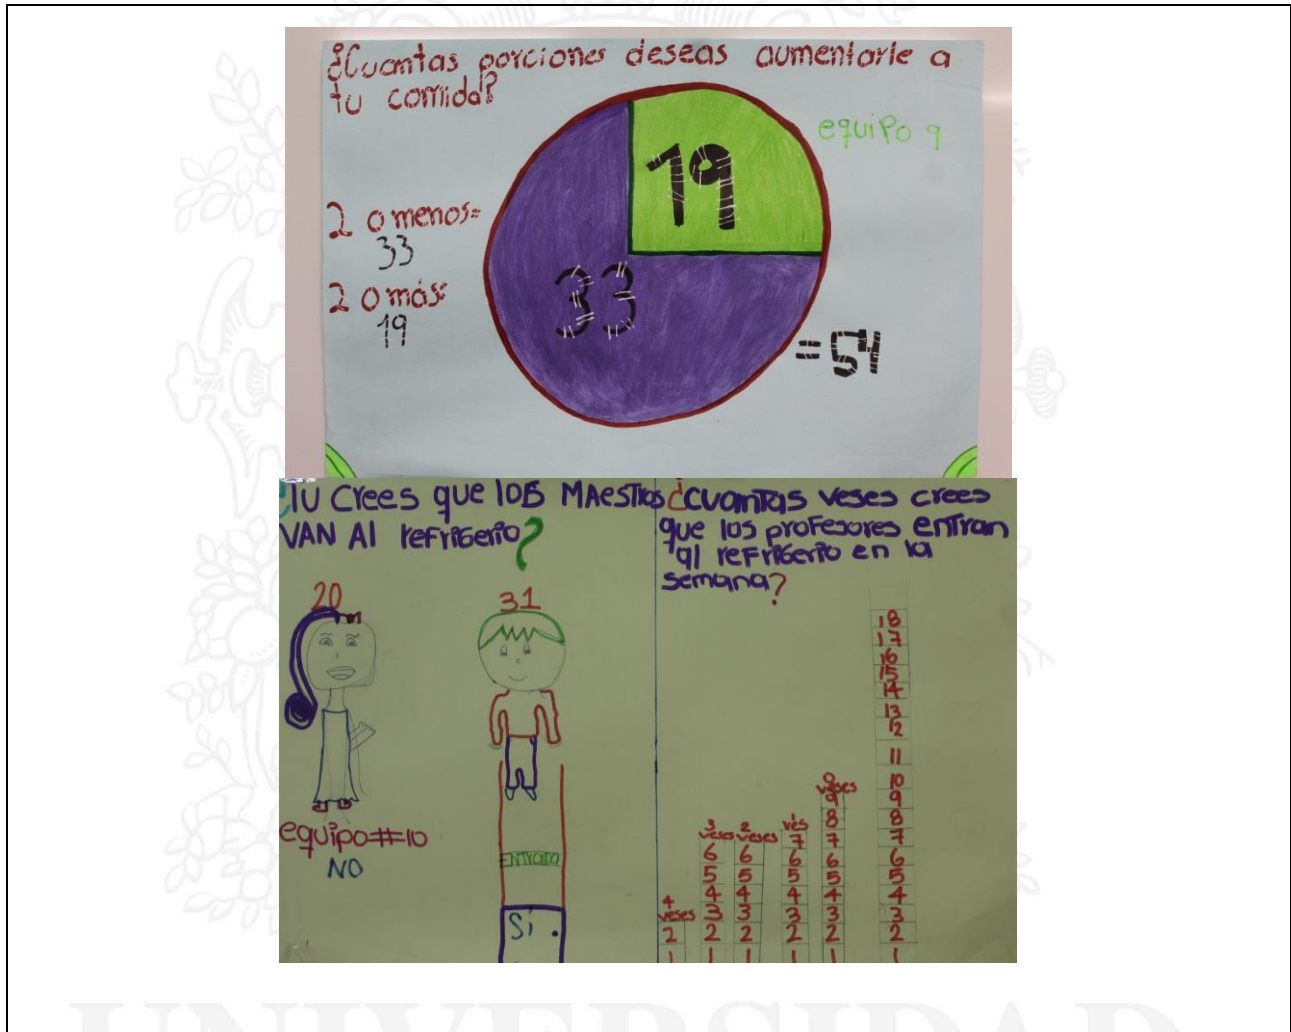 ¿Cuantas porciones deseas aumentarle a
tu comida?
equipo 9
19
2 o menos=
33
2 o más=
19
33
=54
¿Tu crees que los MAestros
VAN Al refrigerio?
20
31
equipo#10
NO
ENTRADA
Sí
¿cuantas veses crees
que los profesores entran
al refrigerio en la
semana?
4
veses
2
1
3
veses
6
5
4
3
2
1
2
veses
6
5
4
3
2
1
1
vés
7
6
5
4
3
2
1
0
veses
9
8
7
6
5
4
3
2
1
18
17
16
15
14
13
12
11
10
9
8
7
6
5
4
3
2
1
UNIVERSIDAD